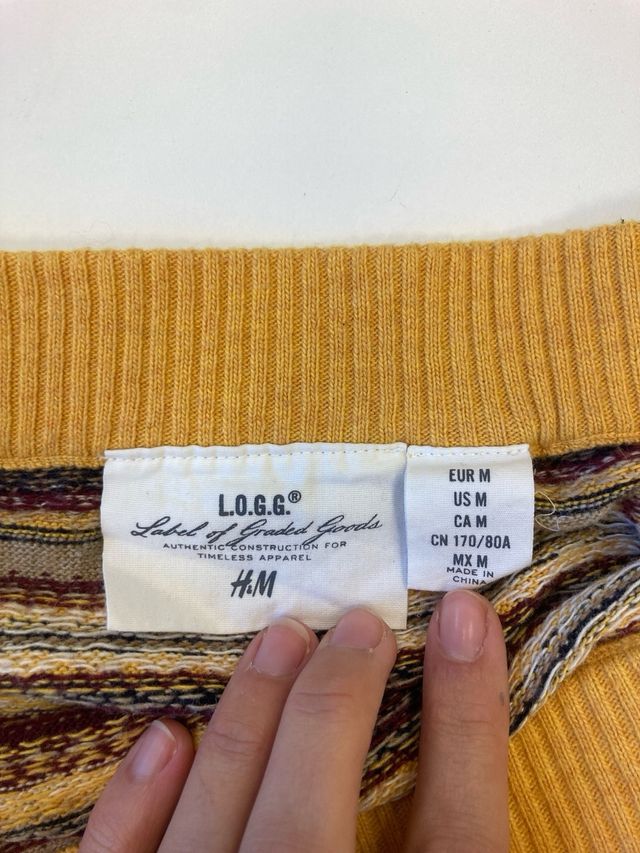 L.O.G.G.®
Label of Graded Goods
AUTHENTIC CONSTRUCTION FOR
TIMELESS APPAREL
H&M
EUR M
US M
CA M
CN 170/80A
MX M
MADE IN
CHINA